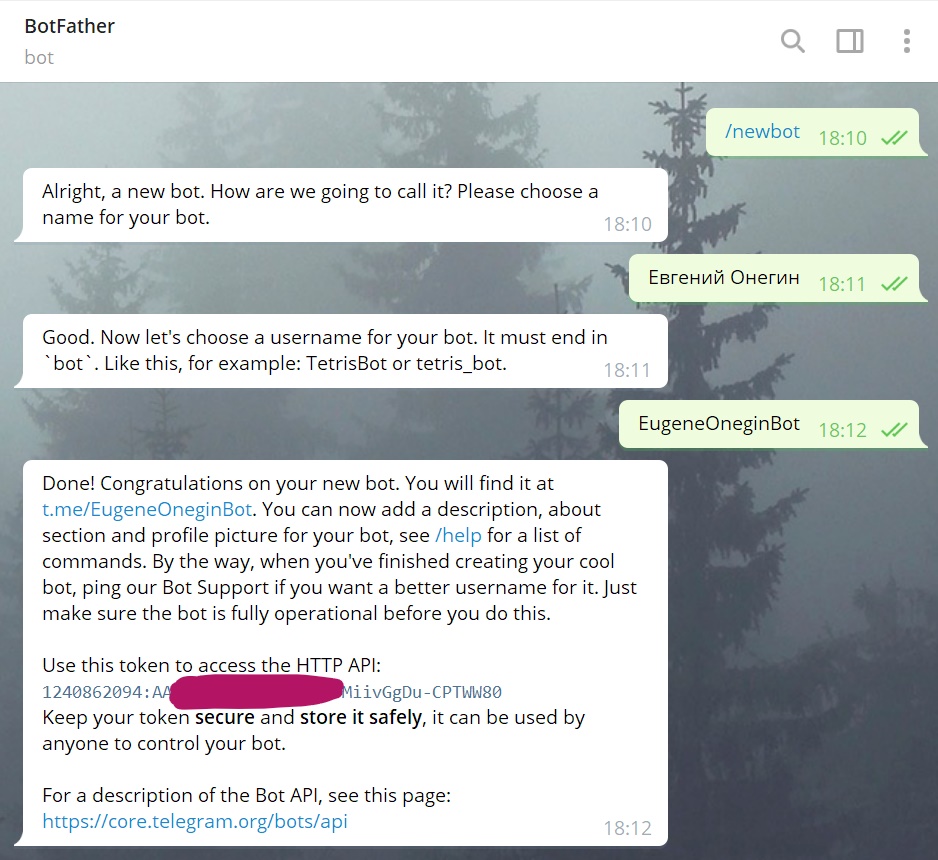 BotFather
bot
/newbot 18:10
Alright, a new bot. How are we going to call it? Please choose a
name for your bot.
18:10
Евгений Онегин 18:11
Good. Now let's choose a username for your bot. It must end in
`bot`. Like this, for example: TetrisBot or tetris_bot.
18:11
EugeneOneginBot 18:12
Done! Congratulations on your new bot. You will find it at
t.me/EugeneOneginBot. You can now add a description, about
section and profile picture for your bot, see /help for a list of
commands. By the way, when you've finished creating your cool
bot, ping our Bot Support if you want a better username for it. Just
make sure the bot is fully operational before you do this.
Use this token to access the HTTP API:
1240862094:AA MiivGgDu-CPTWW80
Keep your token secure and store it safely, it can be used by
anyone to control your bot.
For a description of the Bot API, see this page:
https://core.telegram.org/bots/api
18:12